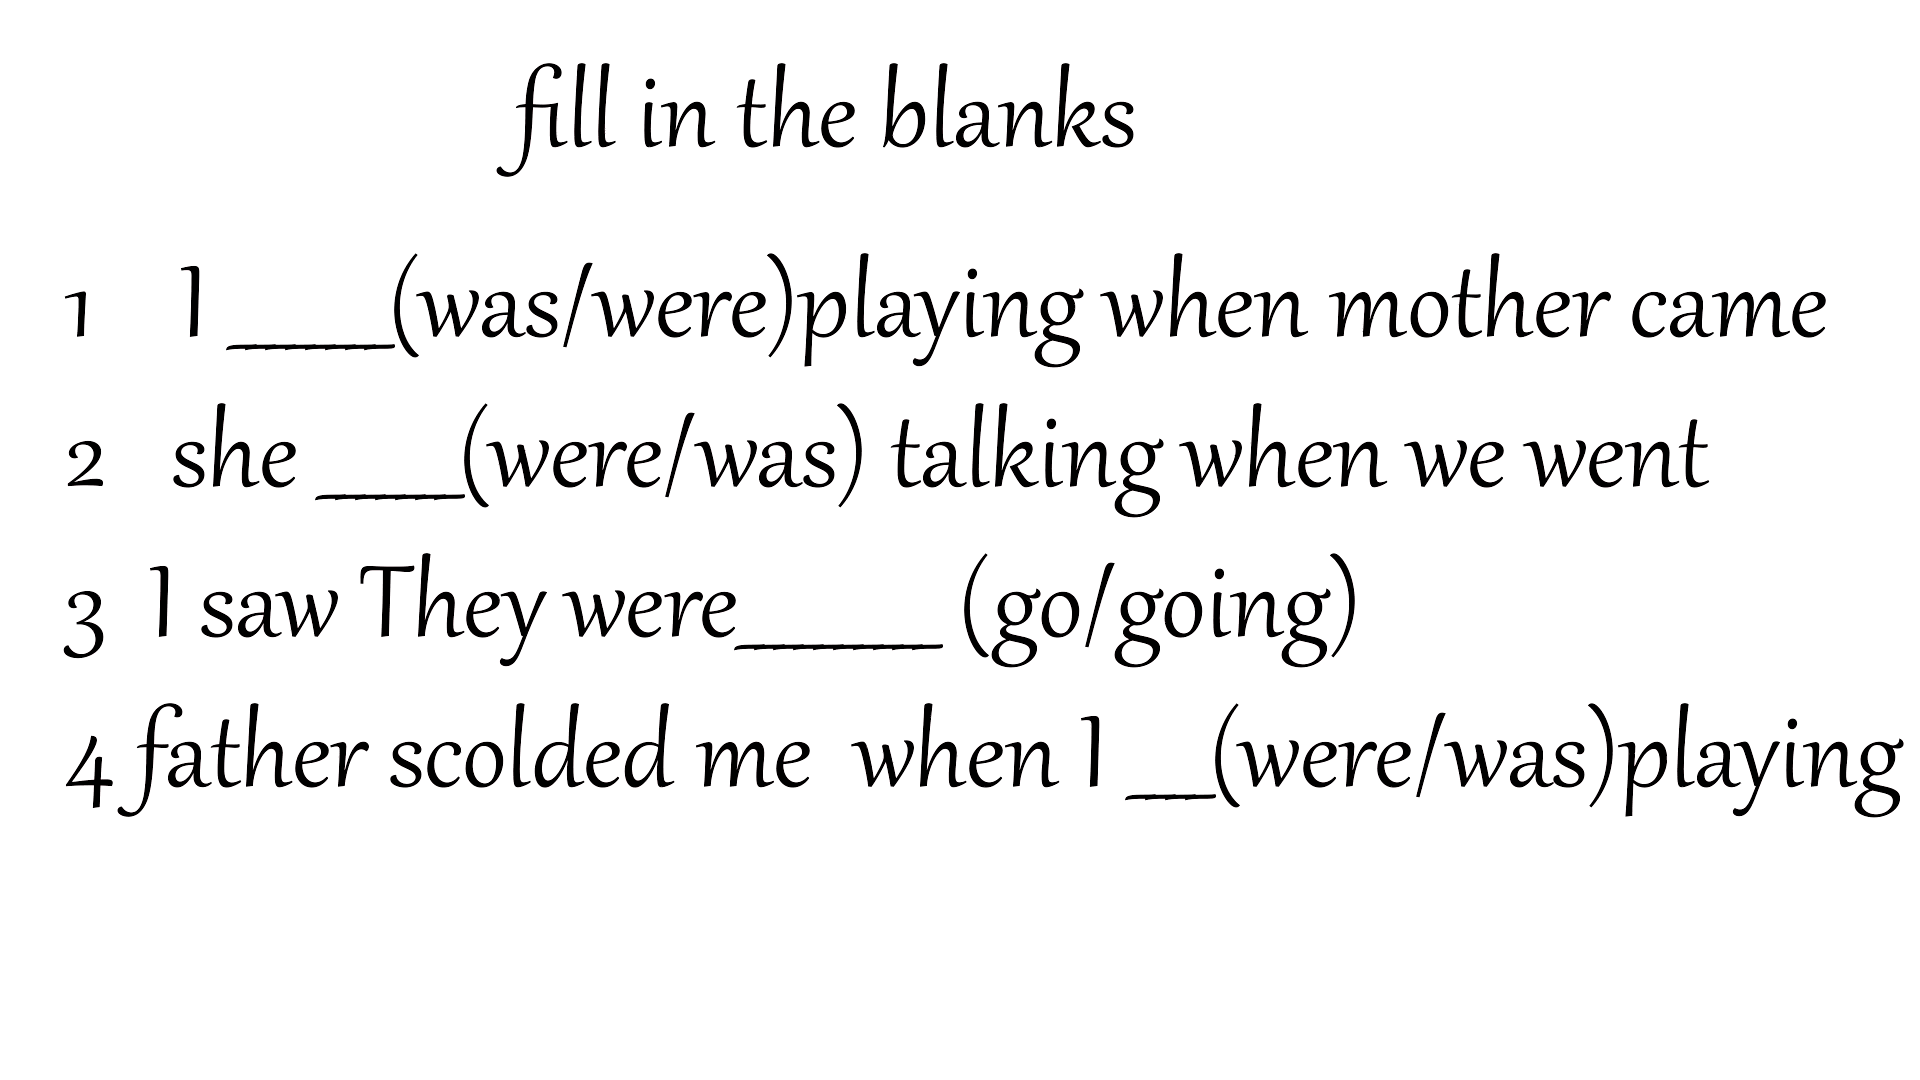 fill in the blanks
1 I ____(was/were)playing when mother came
2 she ____(were/was) talking when we went
3 I saw They were_____ (go/going)
4 father scolded me when I __(were/was)playing